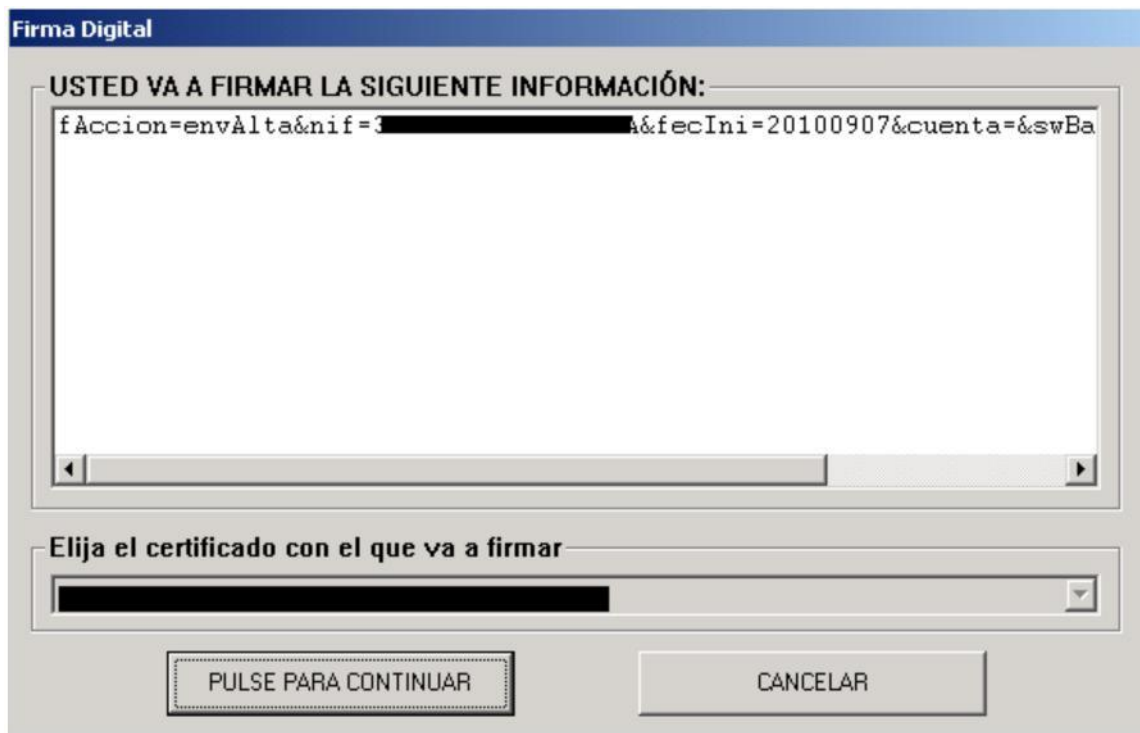 Firma Digital
USTED VA A FIRMAR LA SIGUIENTE INFORMACIÓN:
fAccion=envAlta&nif=3 &fecIni=20100907&cuenta=&swBa
Elija el certificado con el que va a firmar
PULSE PARA CONTINUAR
CANCELAR